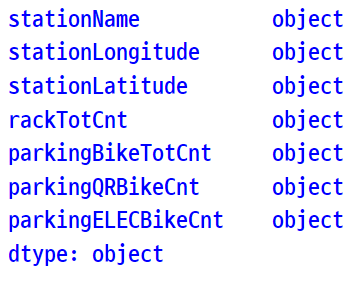 stationName object
stationLongitude object
stationLatitude object
rackTotCnt object
parkingBikeTotCnt object
parkingQRBikeCnt object
parkingELECBikeCnt object
dtype: object